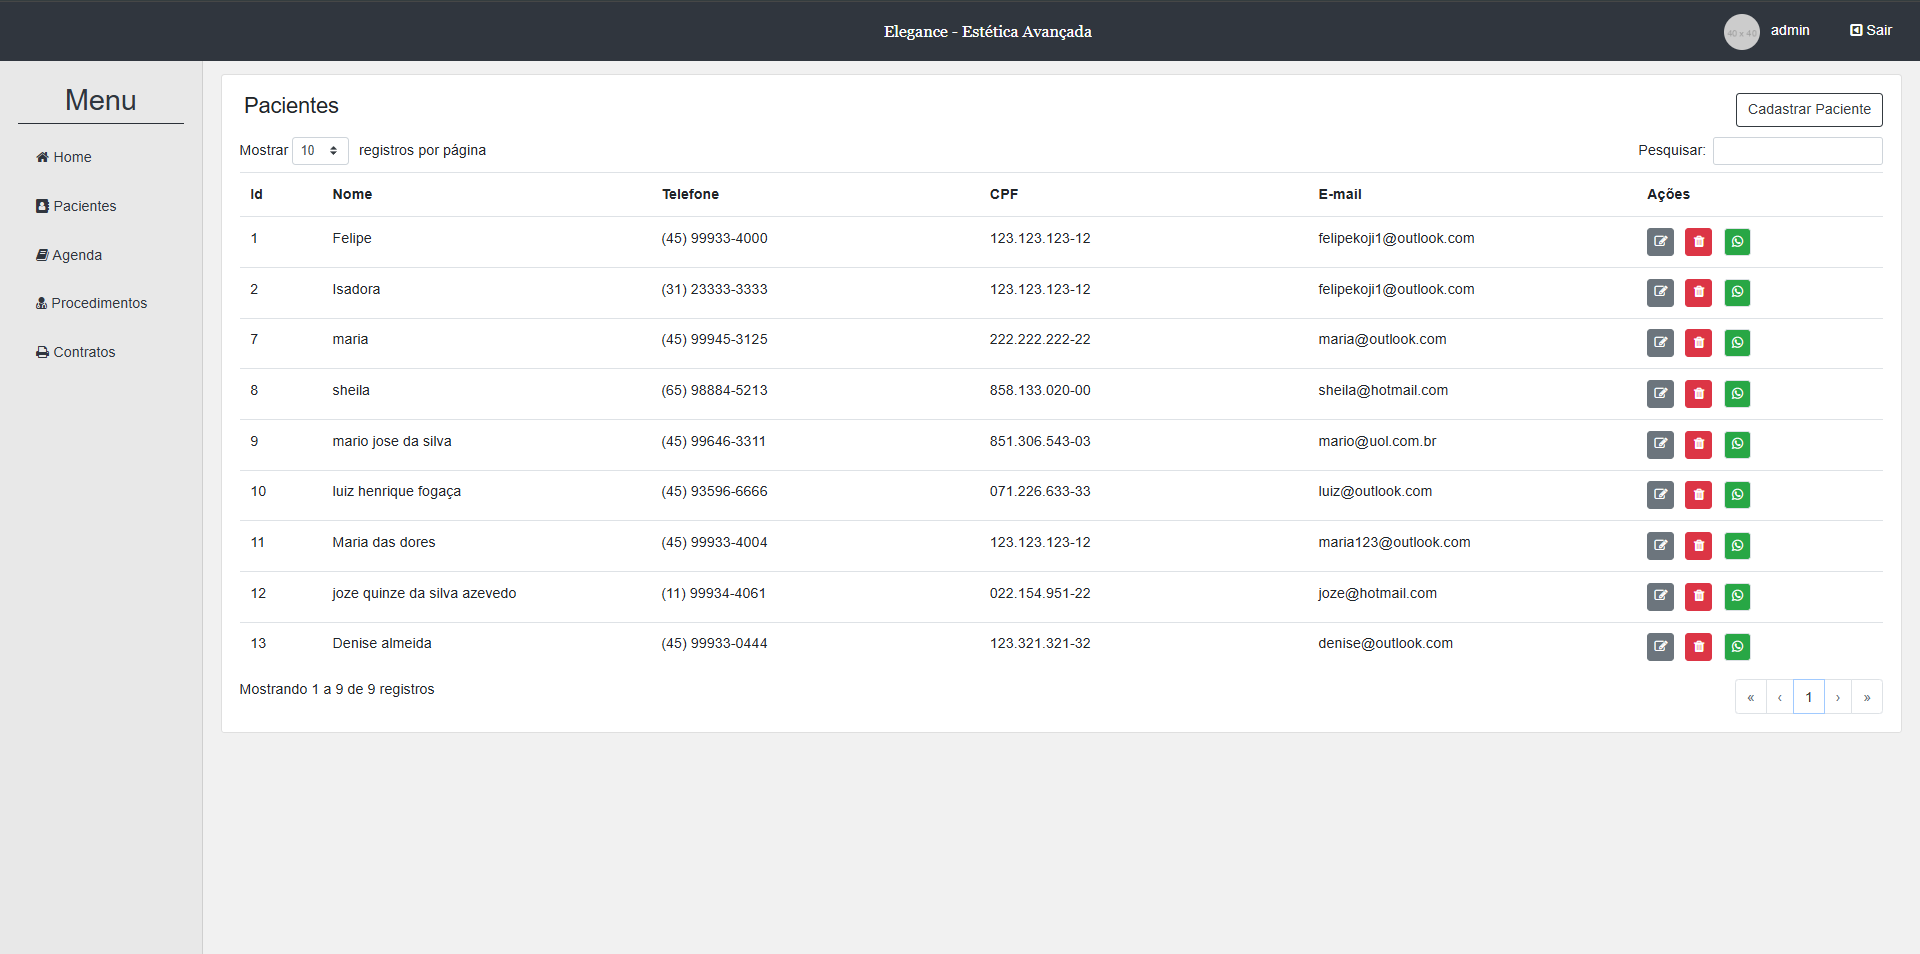 Elegance - Estética Avançada
40 x 40 admin Sair
Menu
Home
Pacientes
Agenda
Procedimentos
Contratos
Pacientes
Cadastrar Paciente
Mostrar 10 registros por página Pesquisar:
Id Nome Telefone CPF E-mail Ações
1 Felipe (45) 99933-4000 123.123.123-12 felipekoji1@outlook.com
2 Isadora (31) 23333-3333 123.123.123-12 felipekoji1@outlook.com
7 maria (45) 99945-3125 222.222.222-22 maria@outlook.com
8 sheila (65) 98884-5213 858.133.020-00 sheila@hotmail.com
9 mario jose da silva (45) 99646-3311 851.306.543-03 mario@uol.com.br
10 luiz henrique fogaça (45) 93596-6666 071.226.633-33 luiz@outlook.com
11 Maria das dores (45) 99933-4004 123.123.123-12 maria123@outlook.com
12 joze quinze da silva azevedo (11) 99934-4061 022.154.951-22 joze@hotmail.com
13 Denise almeida (45) 99933-0444 123.321.321-32 denise@outlook.com
Mostrando 1 a 9 de 9 registros
« ‹ 1 › »